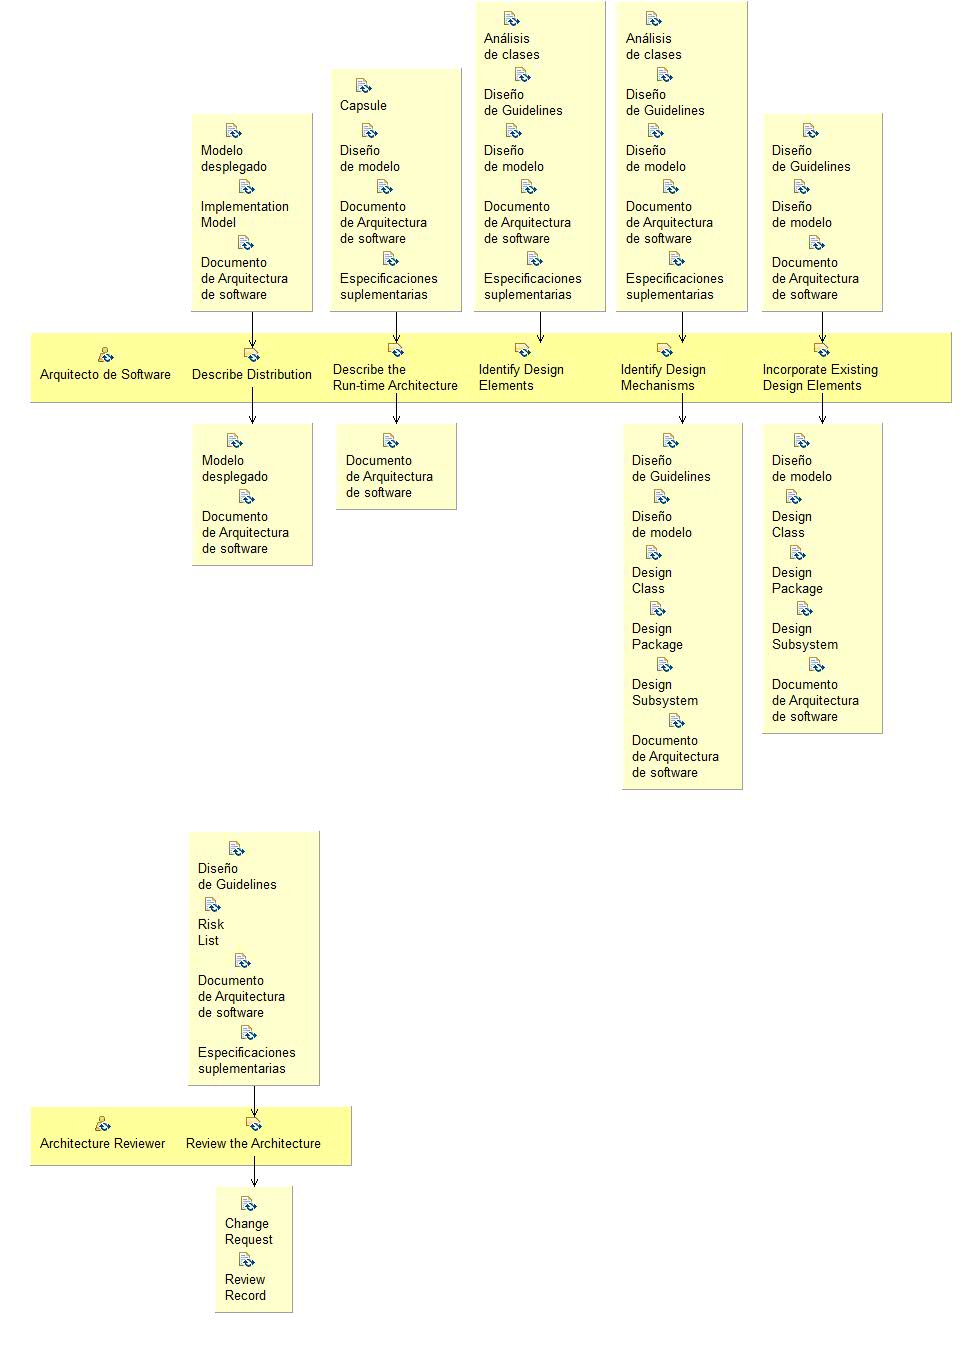 Modelo
desplegado
Implementation
Model
Documento
de Arquitectura
de software
Capsule
Diseño
de modelo
Documento
de Arquitectura
de software
Especificaciones
suplementarias
Análisis
de clases
Diseño
de Guidelines
Diseño
de modelo
Documento
de Arquitectura
de software
Especificaciones
suplementarias
Análisis
de clases
Diseño
de Guidelines
Diseño
de modelo
Documento
de Arquitectura
de software
Especificaciones
suplementarias
Diseño
de Guidelines
Diseño
de modelo
Documento
de Arquitectura
de software
Arquitecto de Software
Describe Distribution
Describe the
Run-time Architecture
Identify Design
Elements
Identify Design
Mechanisms
Incorporate Existing
Design Elements
Modelo
desplegado
Documento
de Arquitectura
de software
Documento
de Arquitectura
de software
Diseño
de Guidelines
Diseño
de modelo
Design
Class
Design
Package
Design
Subsystem
Documento
de Arquitectura
de software
Diseño
de modelo
Design
Class
Design
Package
Design
Subsystem
Documento
de Arquitectura
de software
Diseño
de Guidelines
Risk
List
Documento
de Arquitectura
de software
Especificaciones
suplementarias
Architecture Reviewer
Review the Architecture
Change
Request
Review
Record